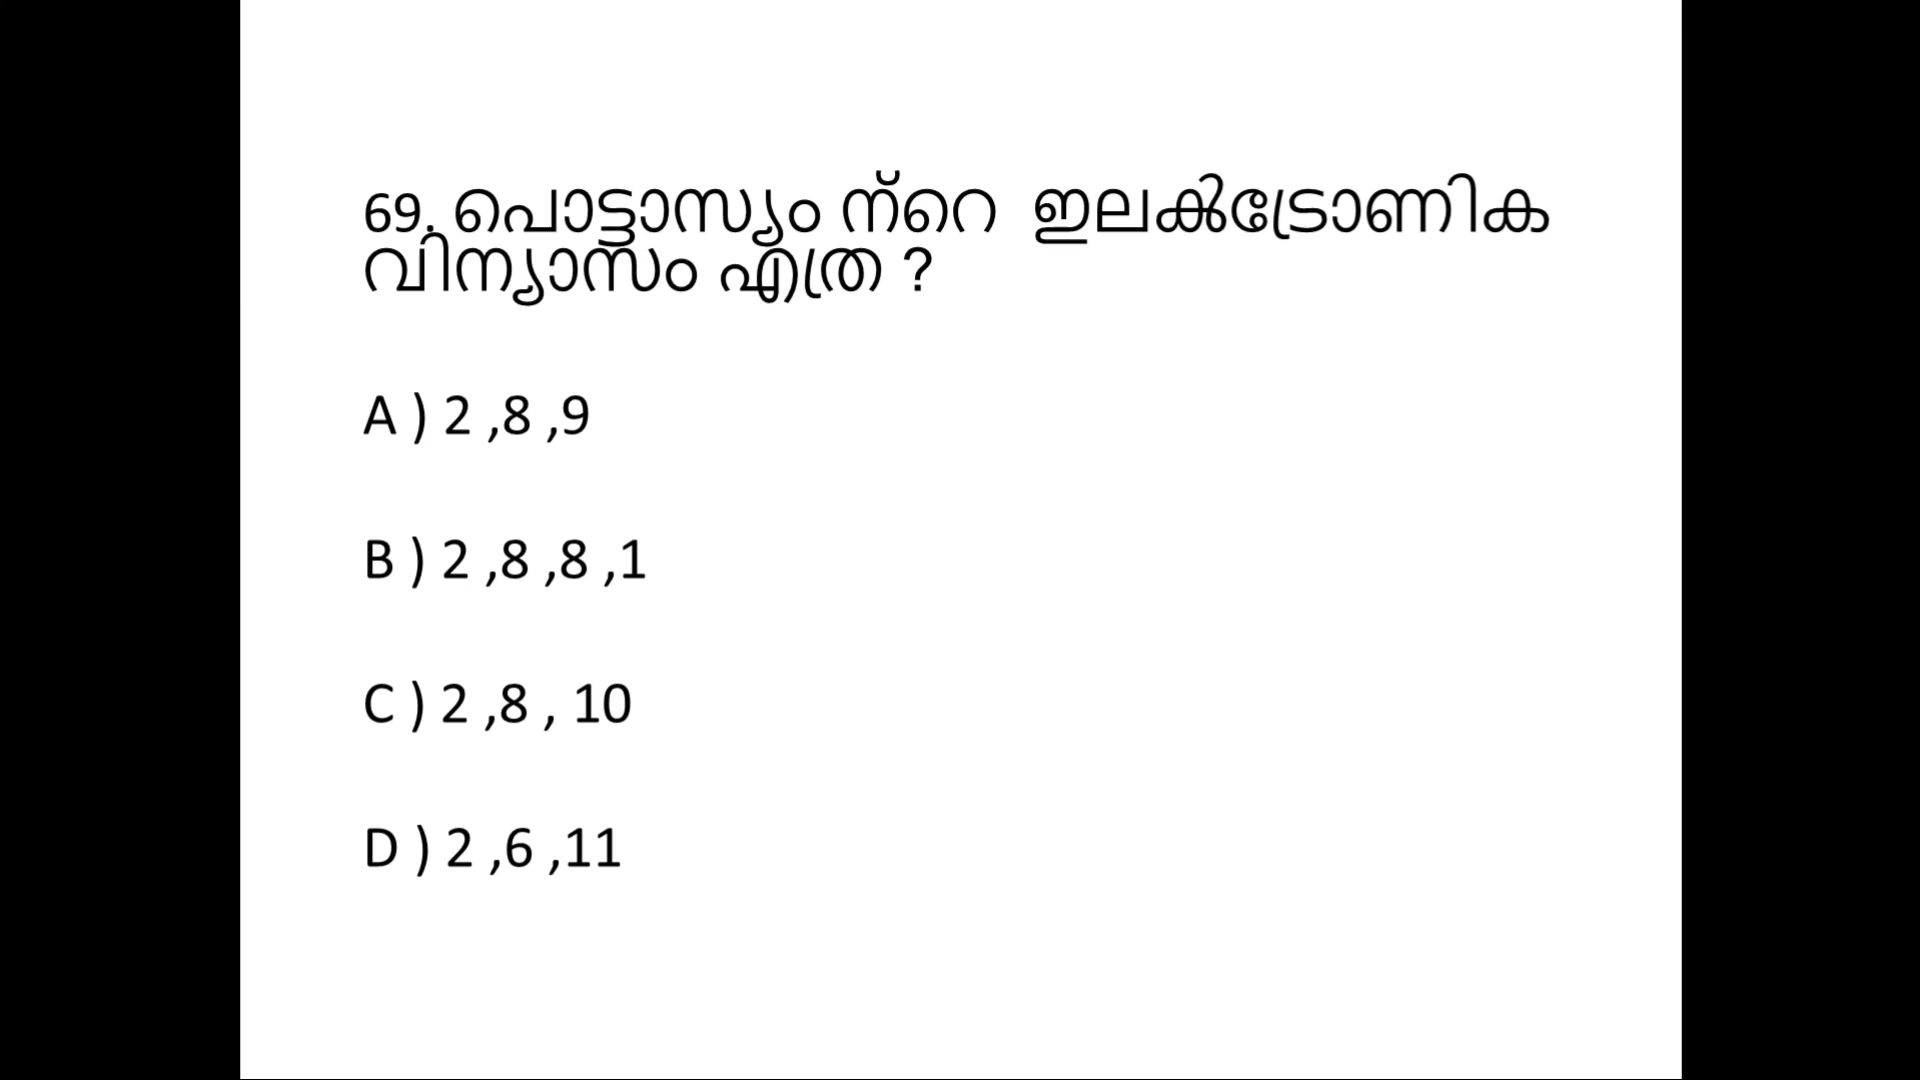 69. പൊട്ടാസ്യം ന്റെ ഇലക്ട്രോണിക
വിന്യാസം എത്ര ?
A ) 2 ,8 ,9
B ) 2 ,8 ,8 ,1
C ) 2 ,8 , 10
D ) 2 ,6 ,11